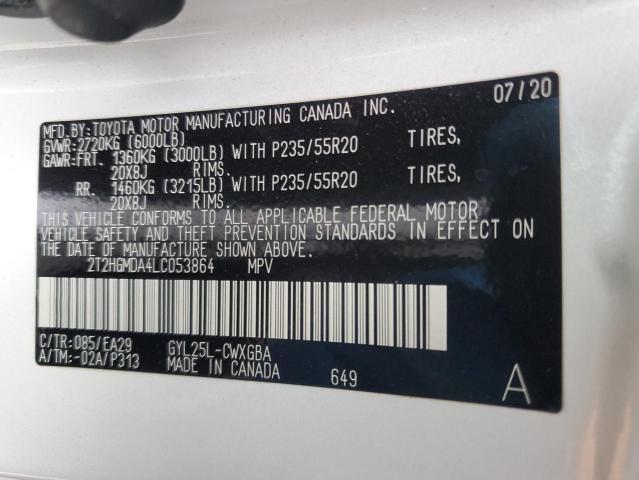 MFD.BY:TOYOTA MOTOR MANUFACTURING CANADA INC. 07/20
GVWR:2720KG (6000LB)
GAWR:FRT. 1360KG (3000LB) WITH P235/55R20 TIRES,
20X8J RIMS.
RR. 1460KG (3215LB) WITH P235/55R20 TIRES,
20X8J RIMS.
THIS VEHICLE CONFORMS TO ALL APPLICABLE FEDERAL MOTOR
VEHICLE SAFETY AND THEFT PREVENTION STANDARDS IN EFFECT ON
THE DATE OF MANUFACTURE SHOWN ABOVE.
2T2HGMDA4LC053864 MPV
C/TR:085/EA29 GYL25L-CWXGBA
A/TM:-02A/P313 MADE IN CANADA 649 A